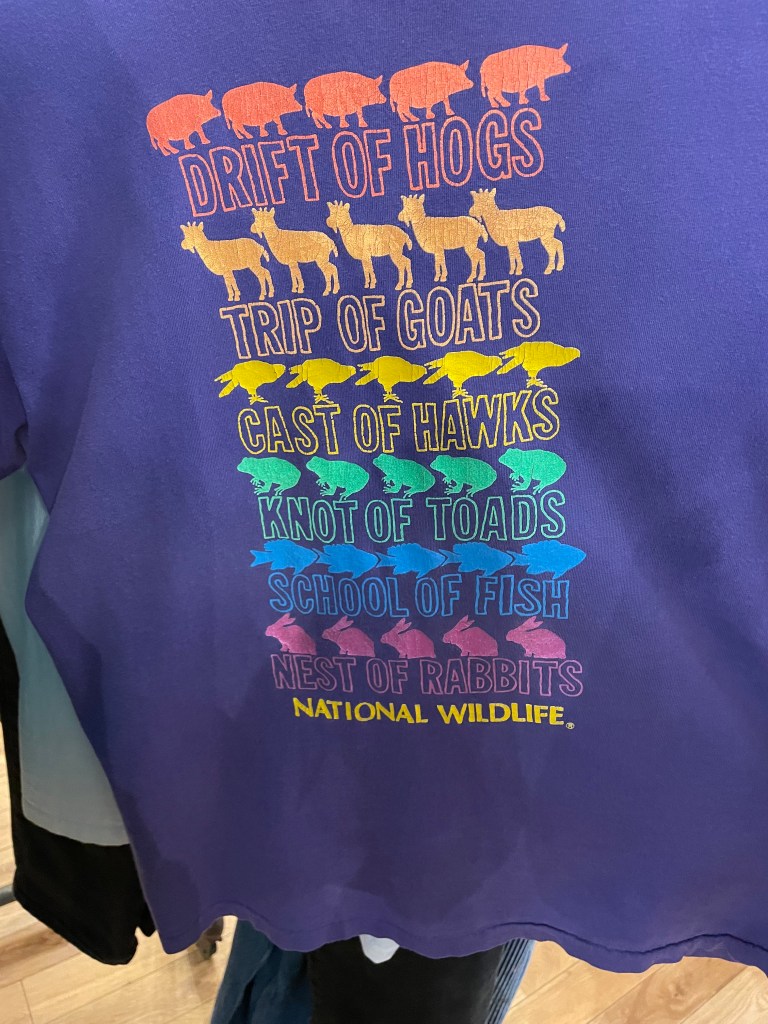 DRIFT OF HOGS
TRIP OF GOATS
CAST OF HAWKS
KNOT OF TOADS
SCHOOL OF FISH
NEST OF RABBITS
NATIONAL WILDLIFE®